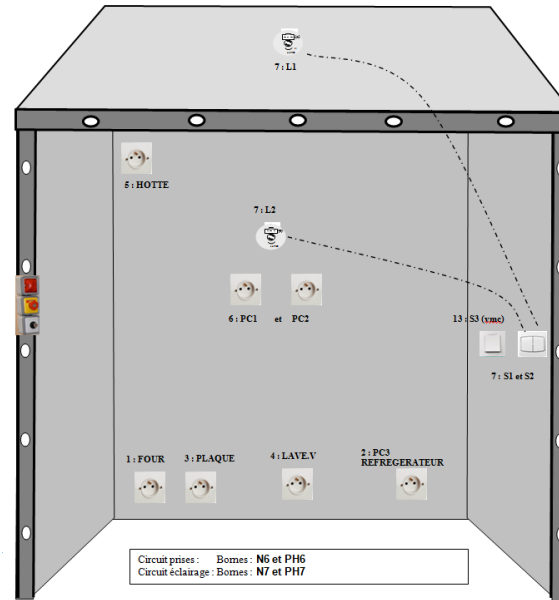 7 : L1
5 : HOTTE
7 : L2
6 : PC1 et PC2
13 : S3 (vmc)
7 : S1 et S2
1 : FOUR
3 : PLAQUE
4 : LAVE.V
2 : PC3
REFREGERATEUR
Circuit prises : Bornes : N6 et PH6
Circuit éclairage : Bornes : N7 et PH7